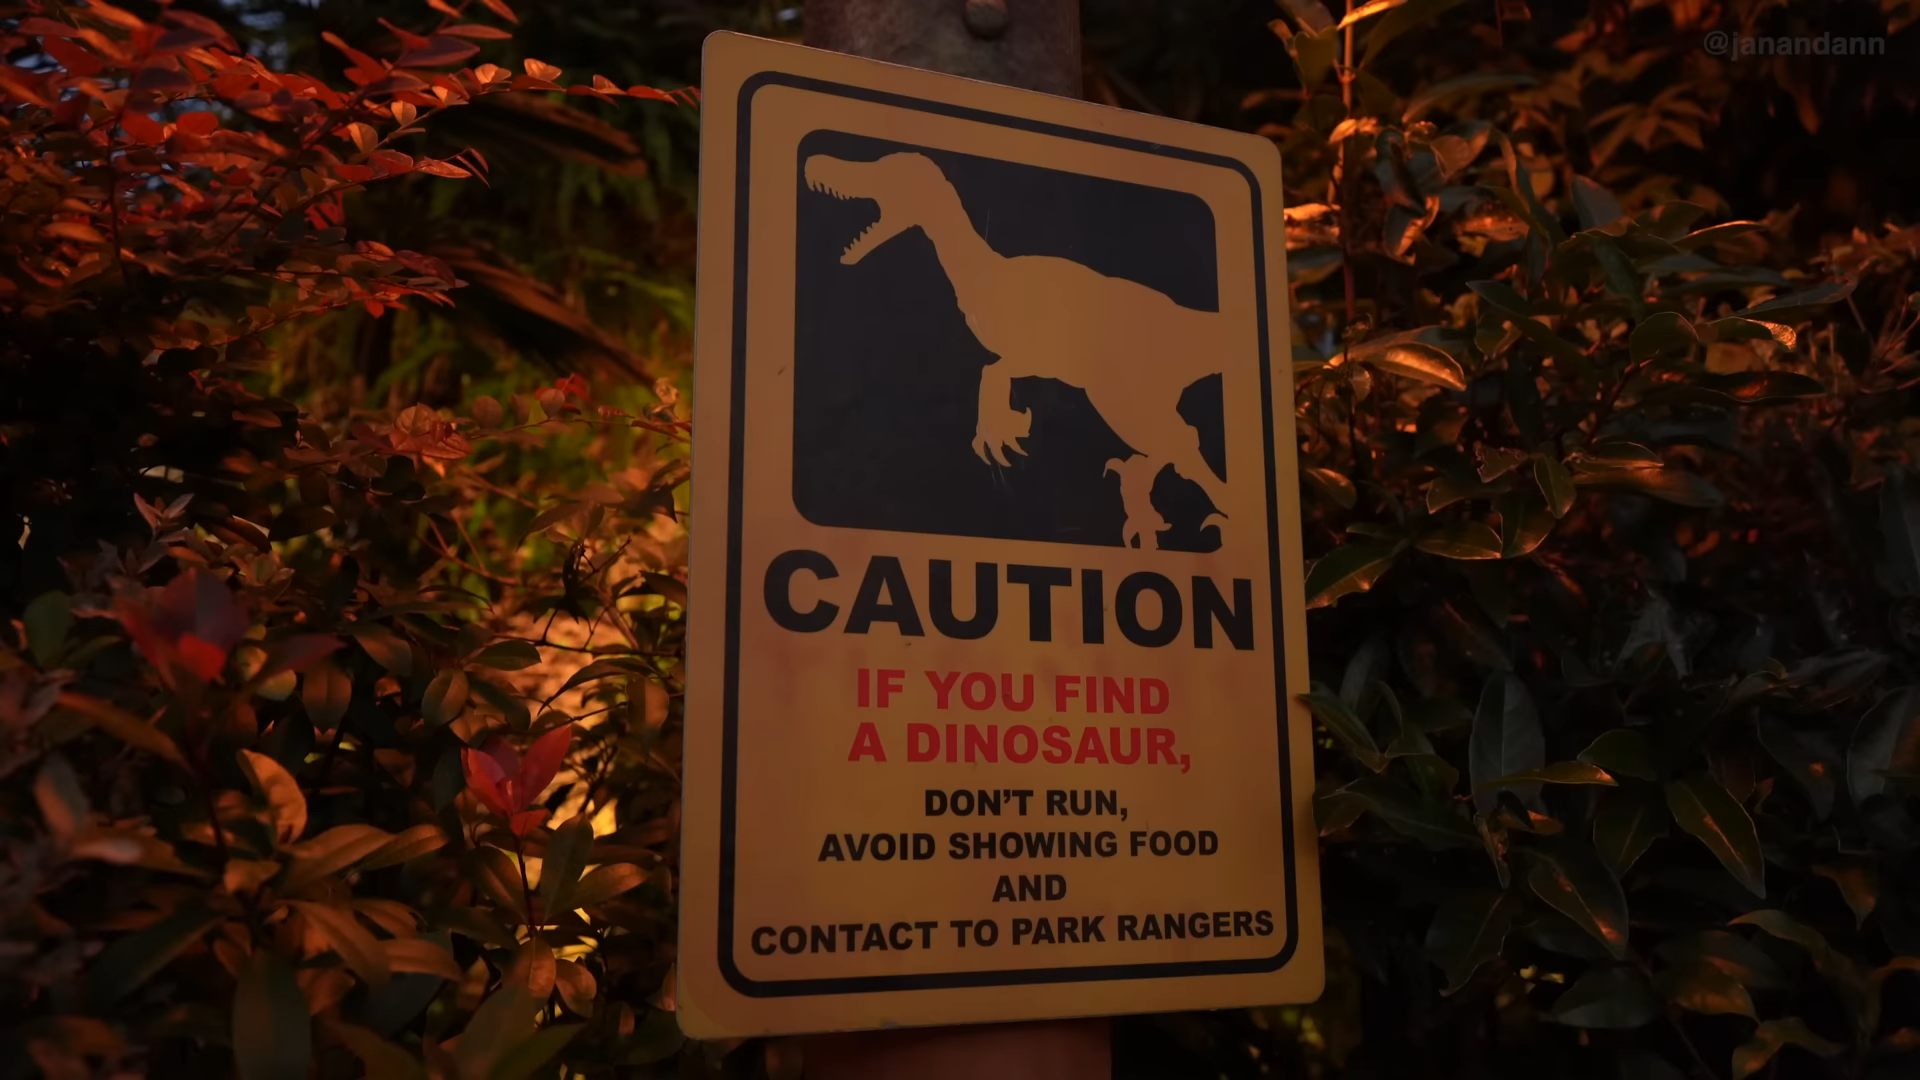 @janandann
CAUTION
IF YOU FIND
A DINOSAUR,
DON'T RUN,
AVOID SHOWING FOOD
AND
CONTACT TO PARK RANGERS